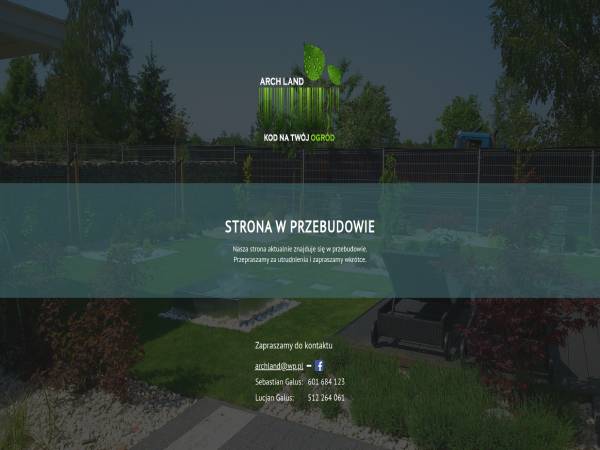 ARCH LAND
KOD NA TWÓJ OGRÓD
STRONA W PRZEBUDOWIE
Nasza strona aktualnie znajduje się w przebudowie.
Przepraszamy za utrudnienia i zapraszamy wkrótce.
Zapraszamy do kontaktu
archland@wp.pl – f
Sebastian Galus: 601 684 123
Lucjan Galus: 512 264 061